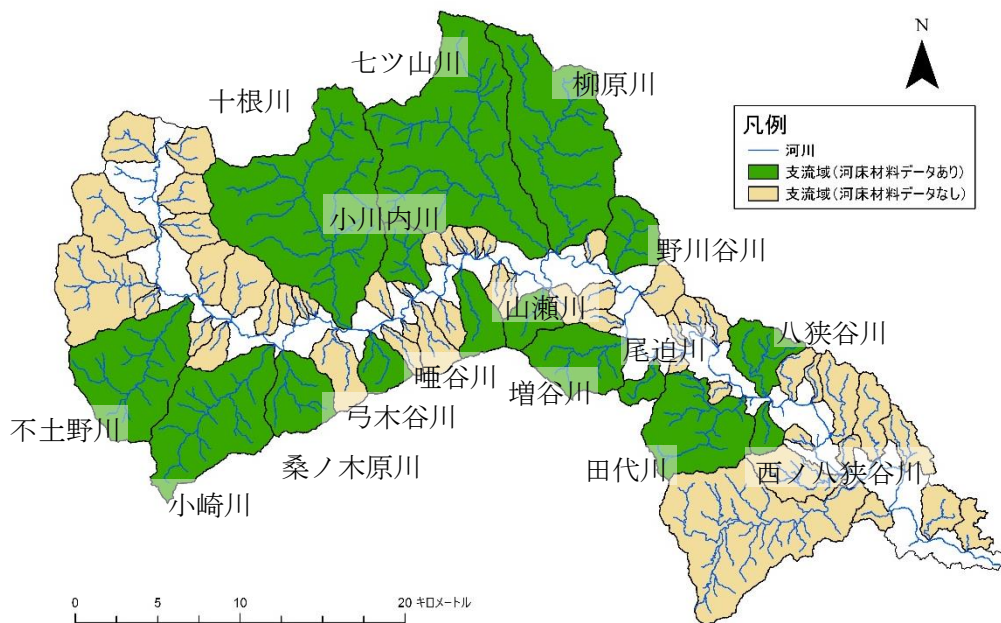 七ツ山川
柳原川
十根川
N
凡例
河川
支流域(河床材料データあり)
支流域(河床材料データなし)
小川内川
野川谷川
山瀬川
尾迫川
八狭谷川
唖谷川
増谷川
弓木谷川
不土野川
桑ノ木原川
田代川
西ノ八狭谷川
小崎川
0 5 10 20 キロメートル